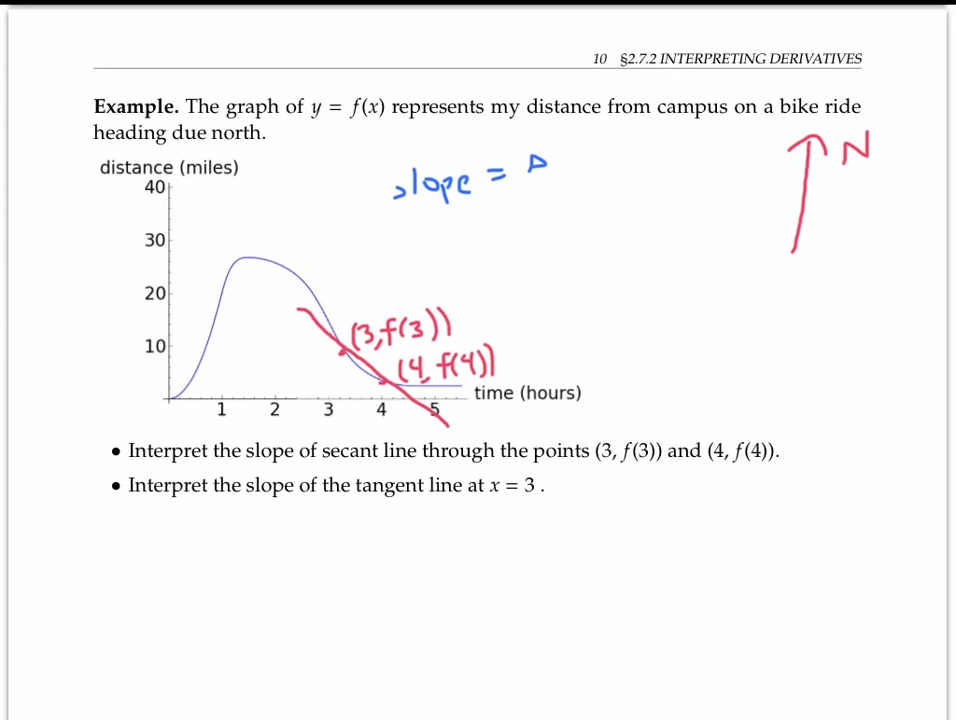 10 §2.7.2 INTERPRETING DERIVATIVES
Example. The graph of y = f(x) represents my distance from campus on a bike ride
heading due north.
N
distance (miles)
slope = Δ
40
30
20
10
(3, f(3))
(4, f(4))
time (hours)
1 2 3 4 5
• Interpret the slope of secant line through the points (3, f(3)) and (4, f(4)).
• Interpret the slope of the tangent line at x = 3 .